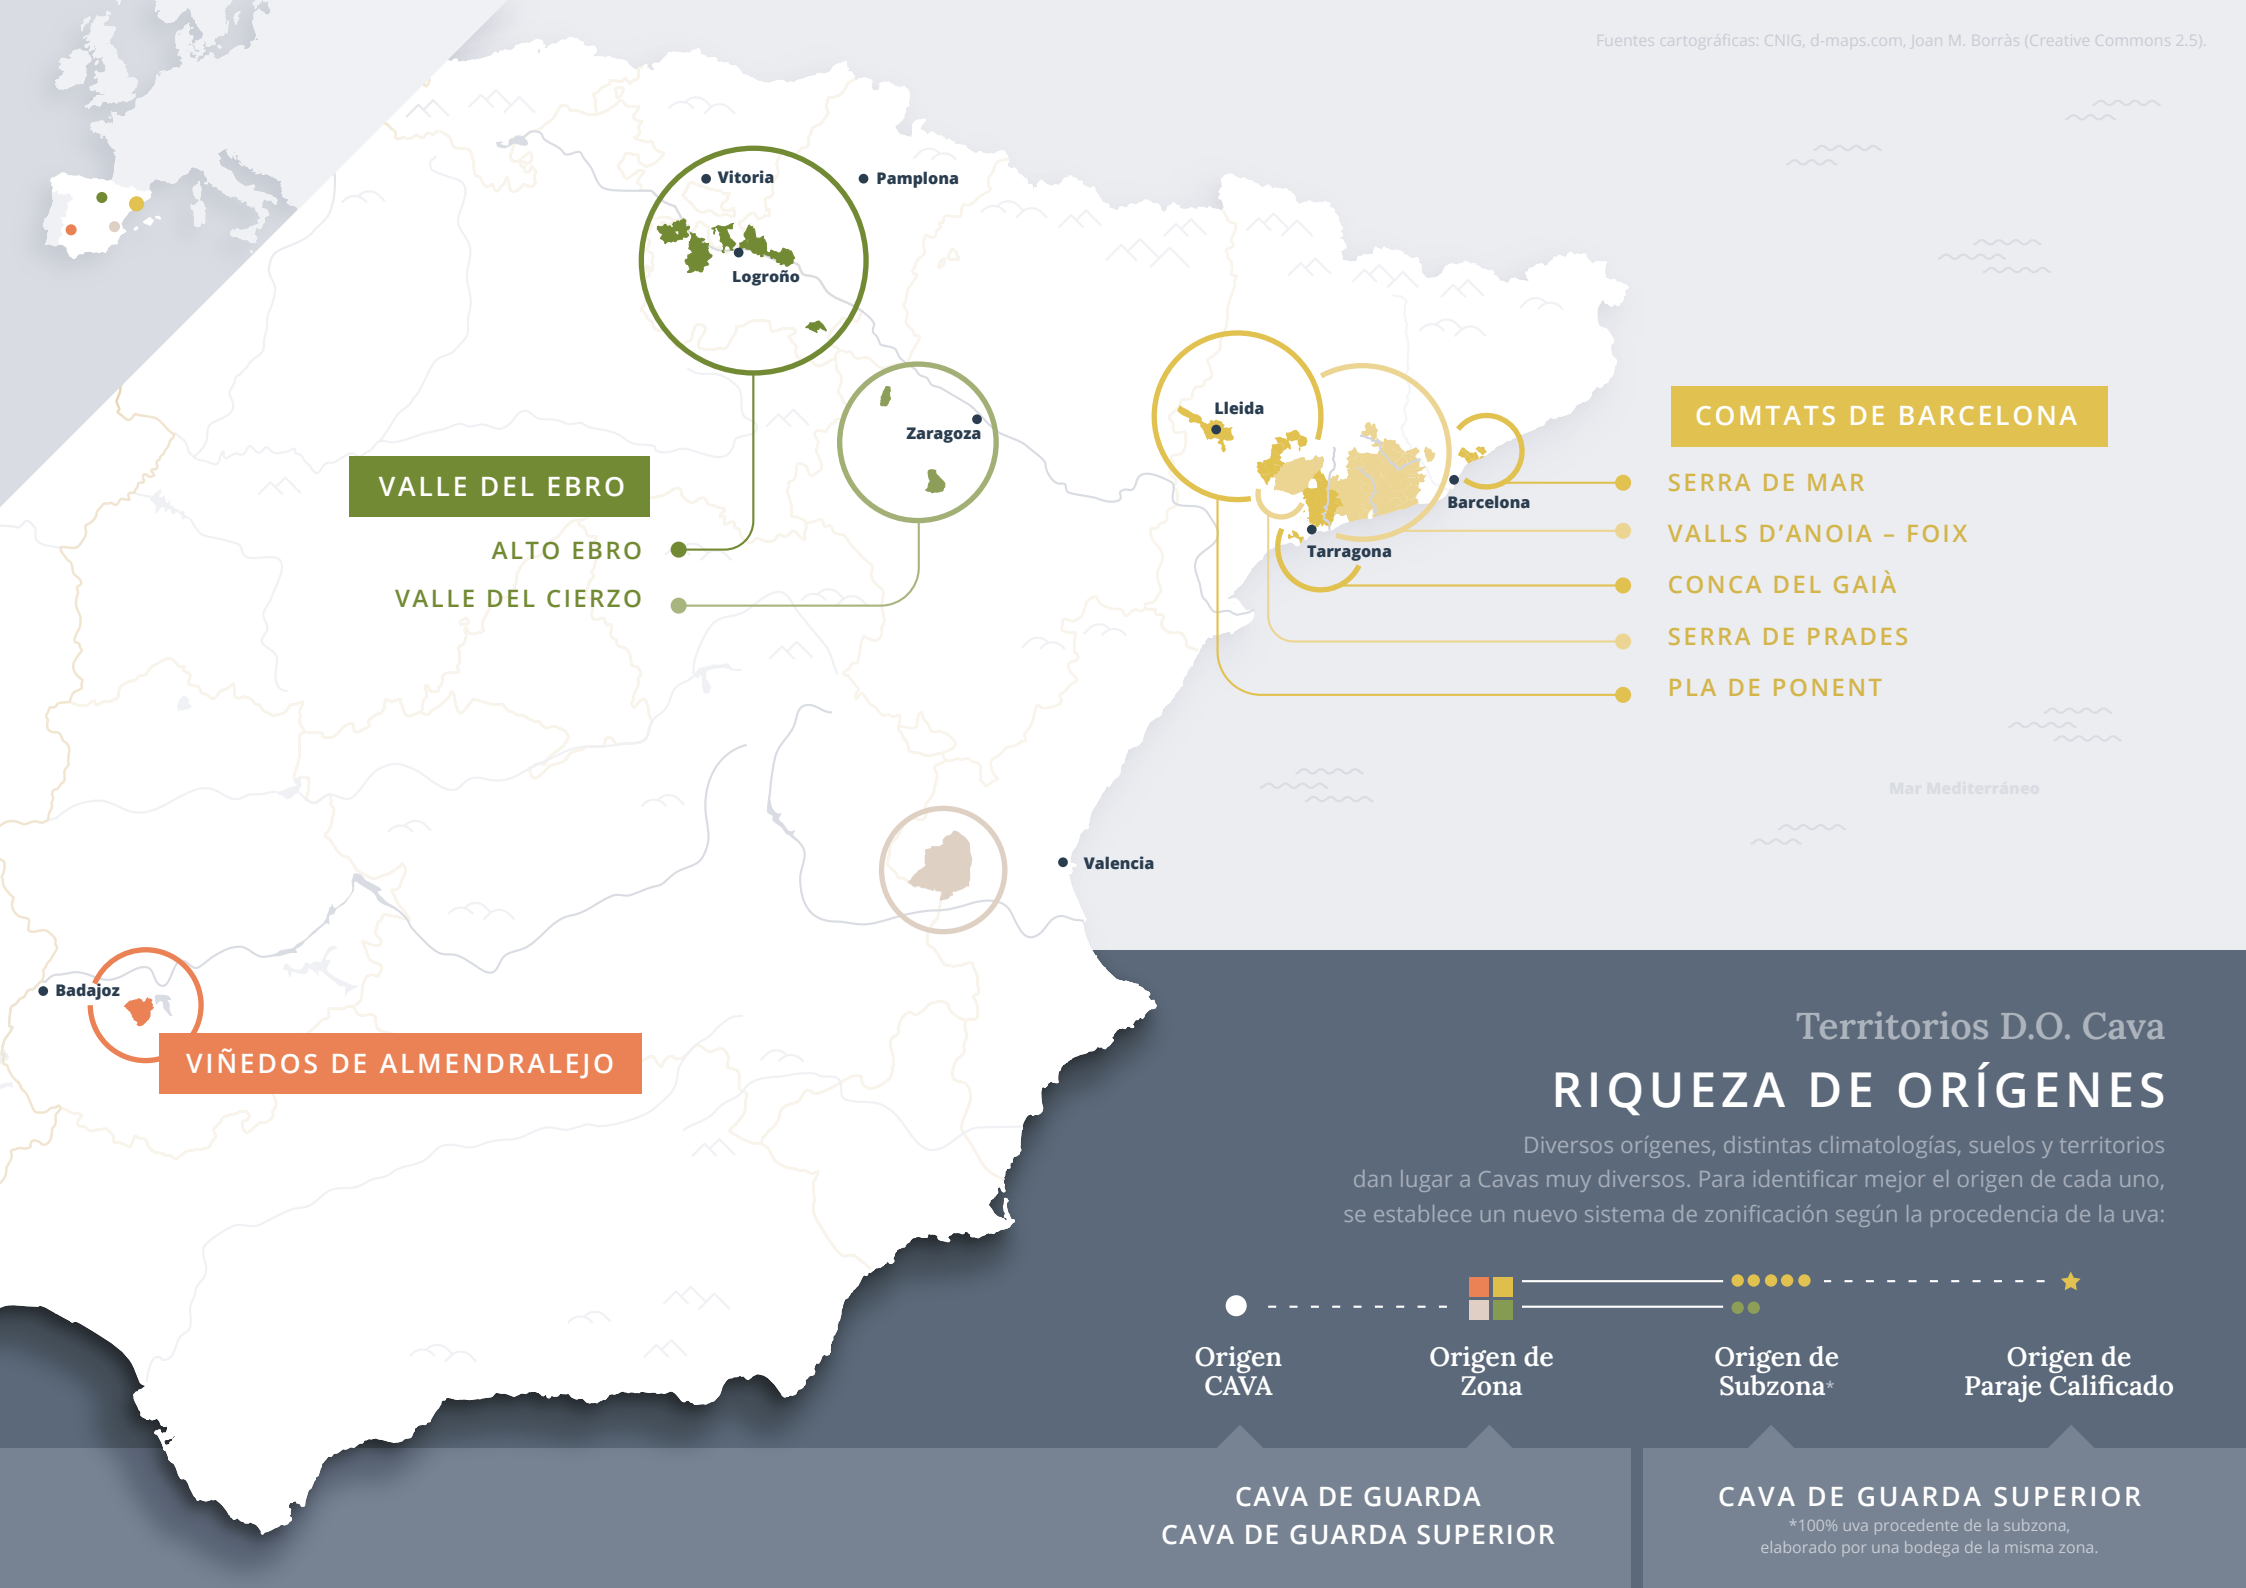 Fuentes cartográficas: CNIG, d-maps.com, Joan M. Borràs (Creative Commons 2.5).
Vitoria
Pamplona
Logroño
Zaragoza
Lleida
Barcelona
Tarragona
COMTATS DE BARCELONA
SERRA DE MAR
VALLS D’ANOIA – FOIX
CONCA DEL GAIÀ
SERRA DE PRADES
PLA DE PONENT
VALLE DEL EBRO
ALTO EBRO
VALLE DEL CIERZO
Mar Mediterráneo
Valencia
Badajoz
VIÑEDOS DE ALMENDRALEJO
Territorios D.O. Cava
RIQUEZA DE ORÍGENES
Diversos orígenes, distintas climatologías, suelos y territorios
dan lugar a Cavas muy diversos. Para identificar mejor el origen de cada uno,
se establece un nuevo sistema de zonificación según la procedencia de la uva:
Origen
CAVA
Origen de
Zona
Origen de
Subzona*
Origen de
Paraje Calificado
CAVA DE GUARDA
CAVA DE GUARDA SUPERIOR
CAVA DE GUARDA SUPERIOR
*100% uva procedente de la subzona,
elaborado por una bodega de la misma zona.